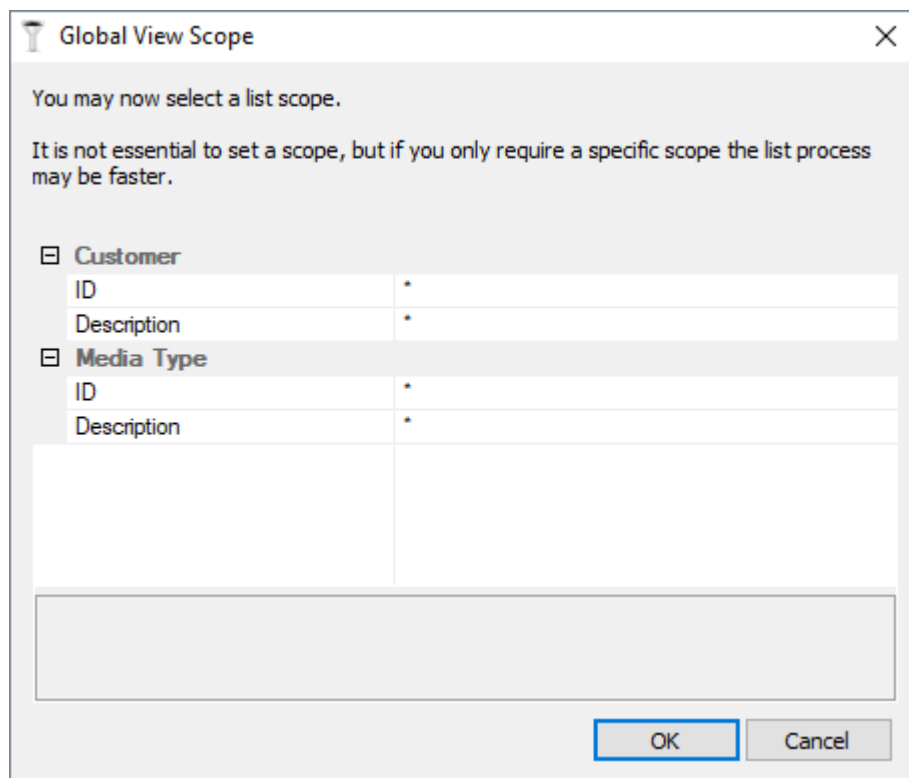 Global View Scope
You may now select a list scope.
It is not essential to set a scope, but if you only require a specific scope the list process
may be faster.
Customer
ID *
Description *
Media Type
ID *
Description *
OK Cancel